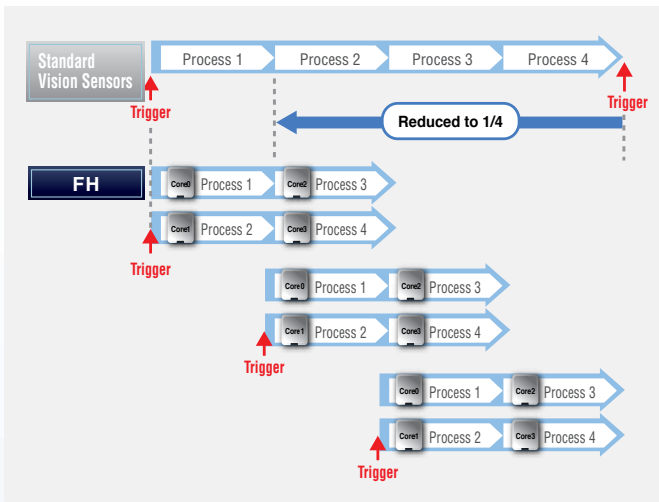 Standard
Vision Sensors
Process 1 Process 2 Process 3 Process 4
Trigger Trigger
Reduced to 1/4
FH
Core0 Process 1 Core2 Process 3
Core1 Process 2 Core3 Process 4
Trigger
Core0 Process 1 Core2 Process 3
Core1 Process 2 Core3 Process 4
Trigger
Core0 Process 1 Core2 Process 3
Core1 Process 2 Core3 Process 4
Trigger